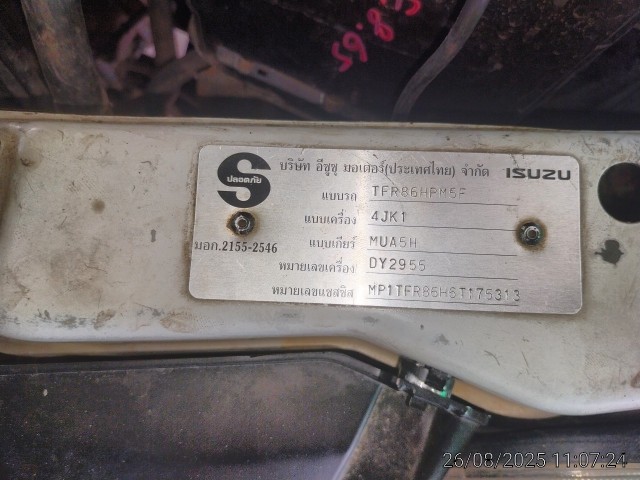 บริษัท อีซูซุ มอเตอร์(ประเทศไทย) จำกัด ISUZU
ปลอดภัย
แบบรถ TFR86HPM5F
แบบเครื่อง 4JK1
มอก.2155-2546 แบบเกียร์ MUA5H
หมายเลขเครื่อง DY2955
หมายเลขแชสซิส MP1TFR86H6T175313
26/08/2025 11:07:24